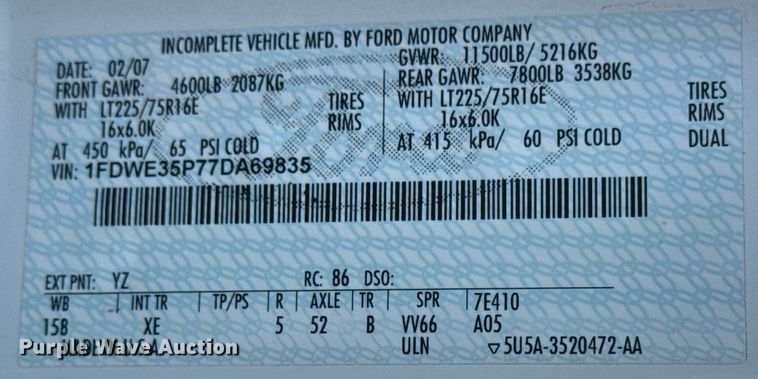 INCOMPLETE VEHICLE MFD. BY FORD MOTOR COMPANY
DATE: 02/07 GVWR: 11500LB/ 5216KG
FRONT GAWR: 4600LB 2087KG REAR GAWR: 7800LB 3538KG
WITH LT225/75R16E TIRES WITH LT225/75R16E TIRES
16x6.0K RIMS 16x6.0K RIMS
AT 450 kPa/ 65 PSI COLD AT 415 kPa/ 60 PSI COLD DUAL
VIN: 1FDWE35P77DA69835
EXT PNT: YZ RC: 86 DSO:
WB INT TR TP/PS R AXLE TR SPR 7E410
158 XE 5 52 B VV66 A05
ULN ▽5U5A-3520472-AA
Purple Wave Auction